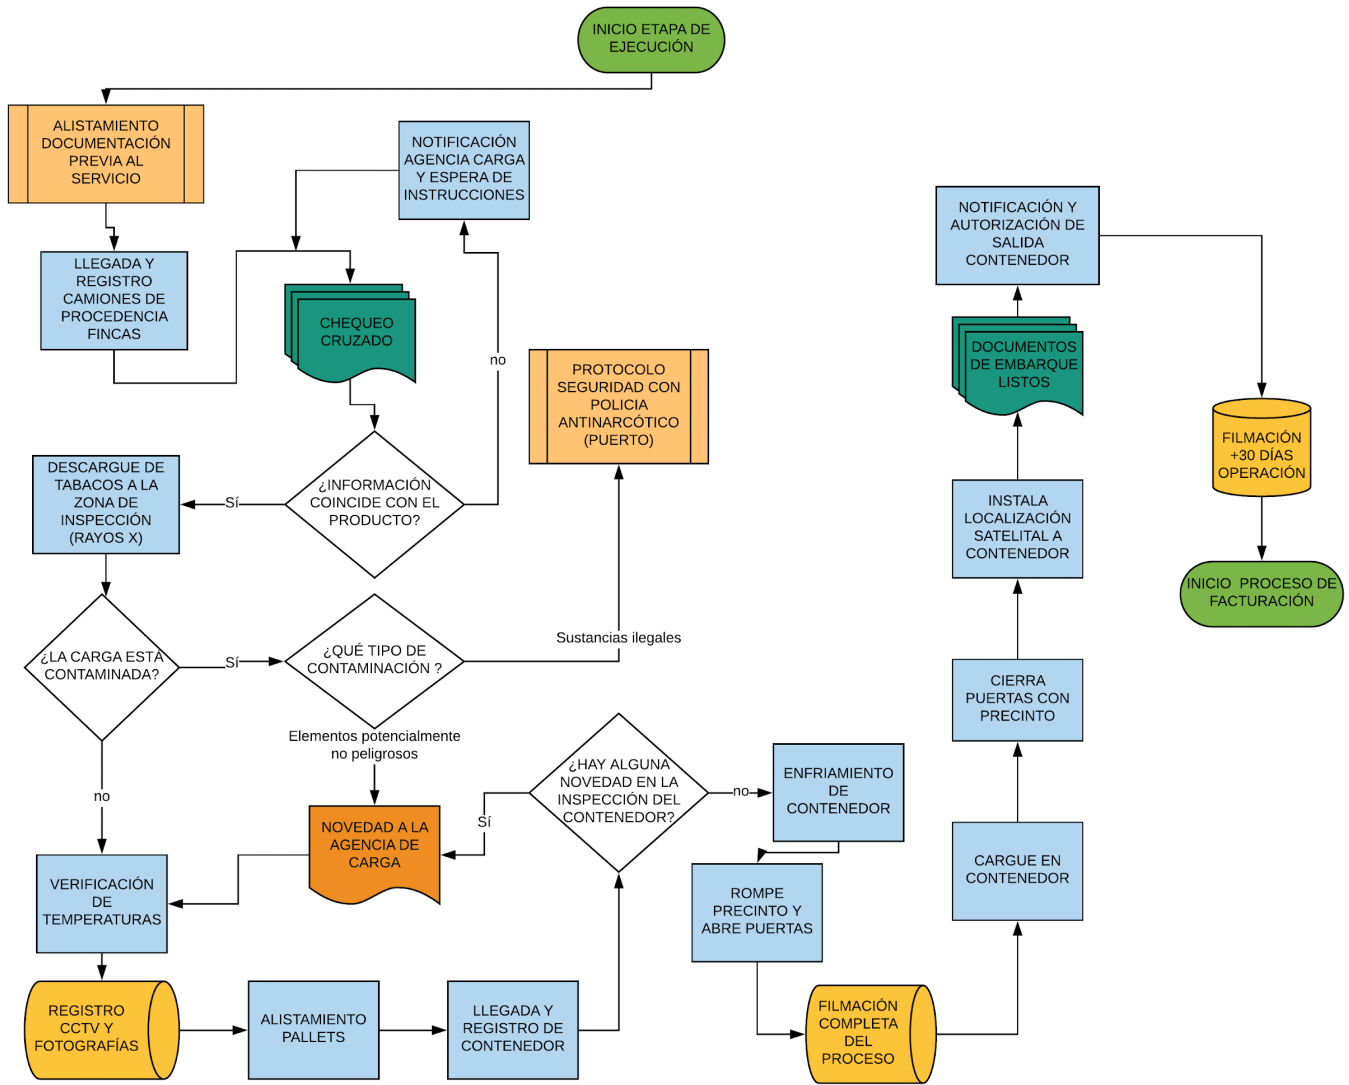 INICIO ETAPA DE
EJECUCIÓN
ALISTAMIENTO
DOCUMENTACIÓN
PREVIA AL
SERVICIO
NOTIFICACIÓN
AGENCIA CARGA
Y ESPERA DE
INSTRUCCIONES
LLEGADA Y
REGISTRO
CAMIONES DE
PROCEDENCIA
FINCAS
CHEQUEO
CRUZADO
no
PROTOCOLO
SEGURIDAD CON
POLICIA
ANTINARCÓTICO
(PUERTO)
¿INFORMACIÓN
COINCIDE CON EL
PRODUCTO?
Sí
DESCARGUE DE
TABACOS A LA
ZONA DE
INSPECCIÓN
(RAYOS X)
¿LA CARGA ESTÁ
CONTAMINADA?
Sí
¿QUÉ TIPO DE
CONTAMINACIÓN ?
Sustancias ilegales
Elementos potencialmente
no peligrosos
no
NOVEDAD A LA
AGENCIA DE
CARGA
VERIFICACIÓN
DE
TEMPERATURAS
REGISTRO
CCTV Y
FOTOGRAFÍAS
ALISTAMIENTO
PALLETS
LLEGADA Y
REGISTRO DE
CONTENEDOR
¿HAY ALGUNA
NOVEDAD EN LA
INSPECCIÓN DEL
CONTENEDOR?
Sí
no
ENFRIAMIENTO
DE
CONTENEDOR
ROMPE
PRECINTO Y
ABRE PUERTAS
FILMACIÓN
COMPLETA
DEL
PROCESO
CARGUE EN
CONTENEDOR
CIERRA
PUERTAS CON
PRECINTO
INSTALA
LOCALIZACIÓN
SATELITAL A
CONTENEDOR
DOCUMENTOS
DE EMBARQUE
LISTOS
NOTIFICACIÓN Y
AUTORIZACIÓN DE
SALIDA
CONTENEDOR
FILMACIÓN
+30 DÍAS
OPERACIÓN
INICIO PROCESO DE
FACTURACIÓN